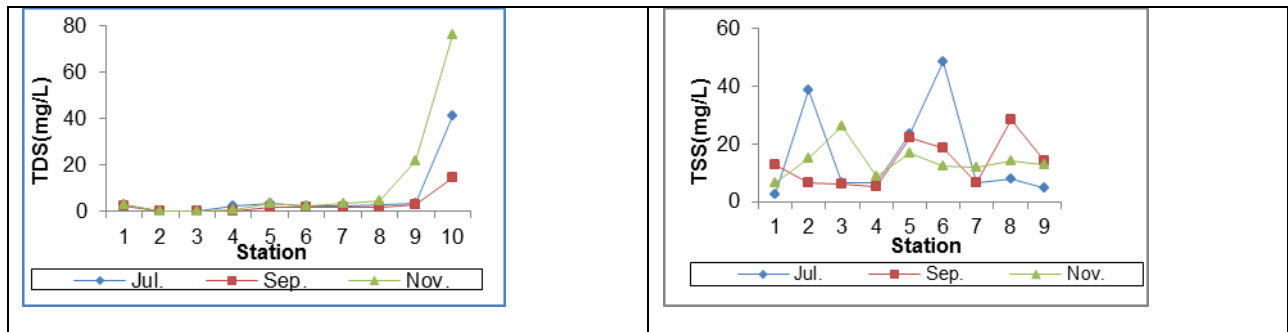 TDS(mg/L)
80
60
40
20
0
1 2 3 4 5 6 7 8 9 10
Station
Jul. Sep. Nov.
TSS(mg/L)
60
40
20
0
1 2 3 4 5 6 7 8 9
Station
Jul. Sep. Nov.